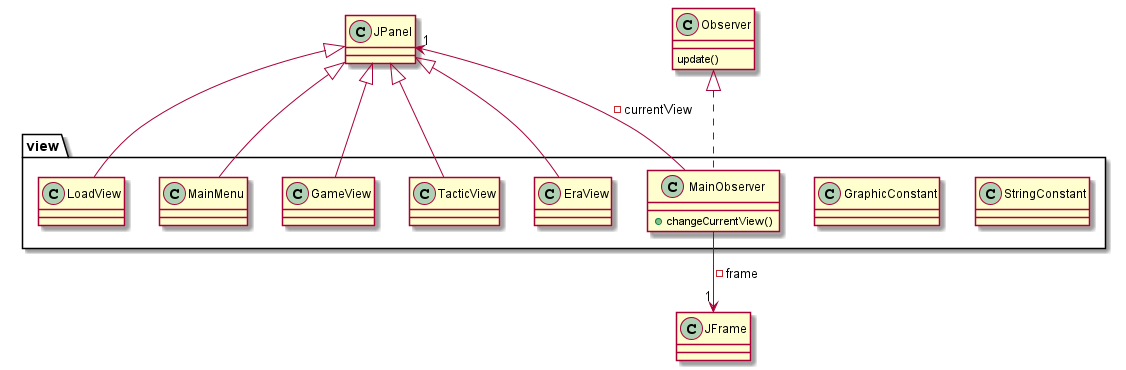 C JPanel
C Observer
update()
1
currentView
view
C LoadView
C MainMenu
C GameView
C TacticView
C EraView
C MainObserver
changeCurrentView()
C GraphicConstant
C StringConstant
frame
1
C JFrame